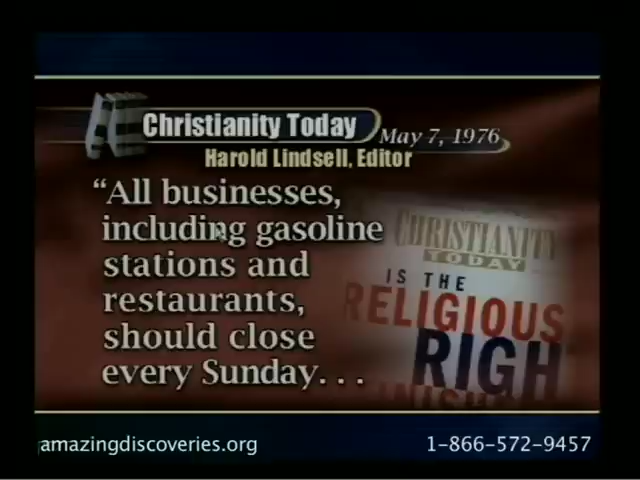 Christianity Today
May 7, 1976
Harold Lindsell, Editor
“All businesses,
including gasoline
stations and
restaurants,
should close
every Sunday. . .
CHRISTIANITY
TODAY
IS THE
RELIGIOUS
RIGH
amazingdiscoveries.org
1-866-572-9457